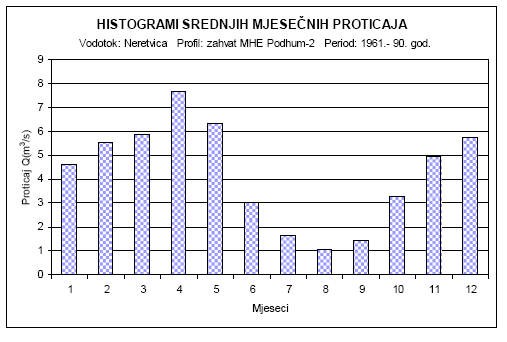 HISTOGRAMI SREDNJIH MJESEČNIH PROTICAJA
Vodotok: Neretvica Profil: zahvat MHE Podhum-2 Period: 1961.- 90. god.
Proticaj Q(m³/s)
9
8
7
6
5
4
3
2
1
0
1 2 3 4 5 6 7 8 9 10 11 12
Mjeseci